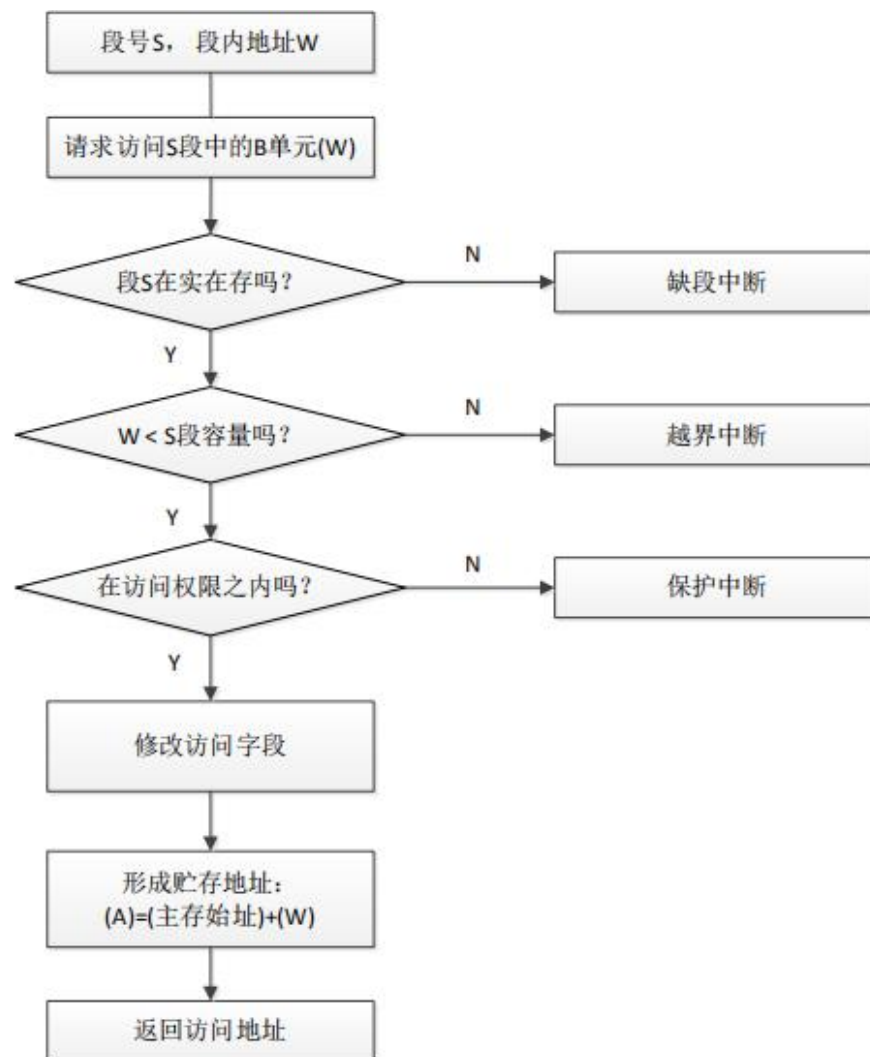 段号S， 段内地址W
请求访问S段中的B单元(W)
段S在实在存吗？
N
缺段中断
Y
W < S段容量吗？
N
越界中断
Y
在访问权限之内吗？
N
保护中断
Y
修改访问字段
形成贮存地址：
(A)=(主存始址)+(W)
返回访问地址